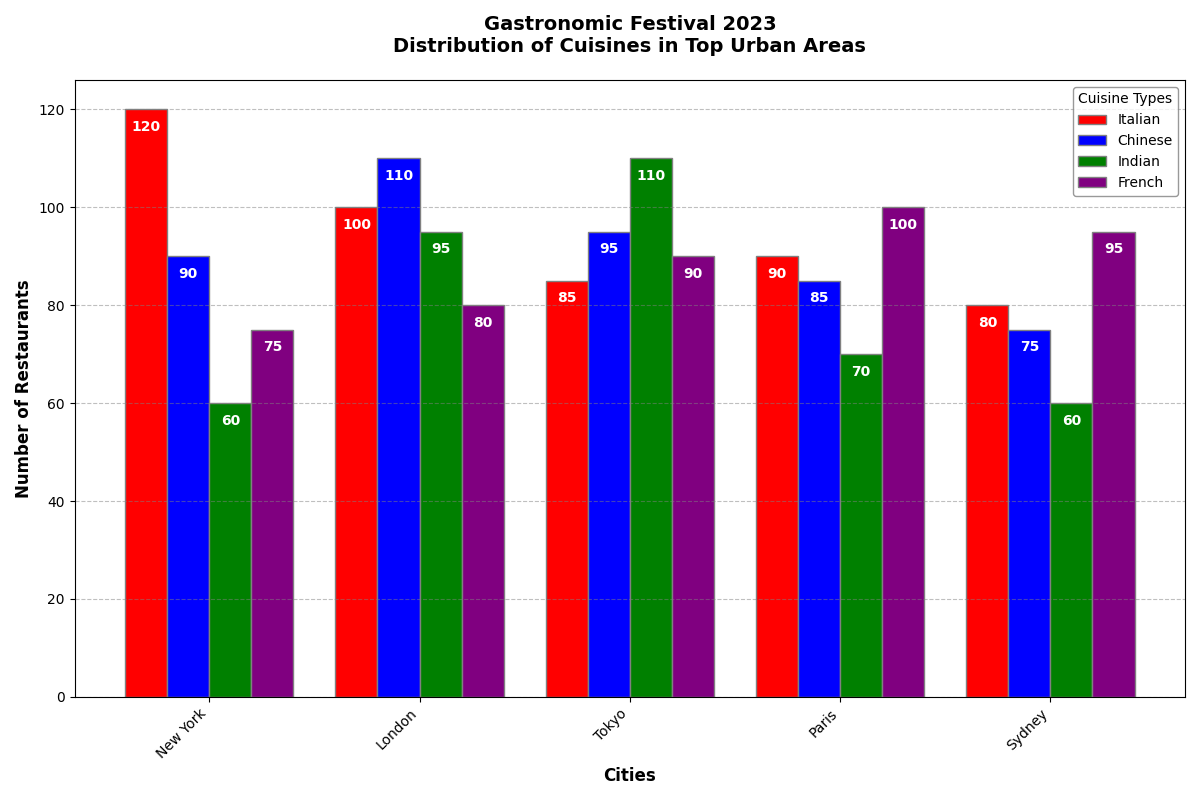 Gastronomic Festival 2023
Distribution of Cuisines in Top Urban Areas
Number of Restaurants
120
100
80
60
40
20
0
Cuisine Types
Italian
Chinese
Indian
French
120
90
60
75
100
110
95
80
85
95
110
90
90
85
70
100
80
75
60
95
New York
London
Tokyo
Paris
Sydney
Cities